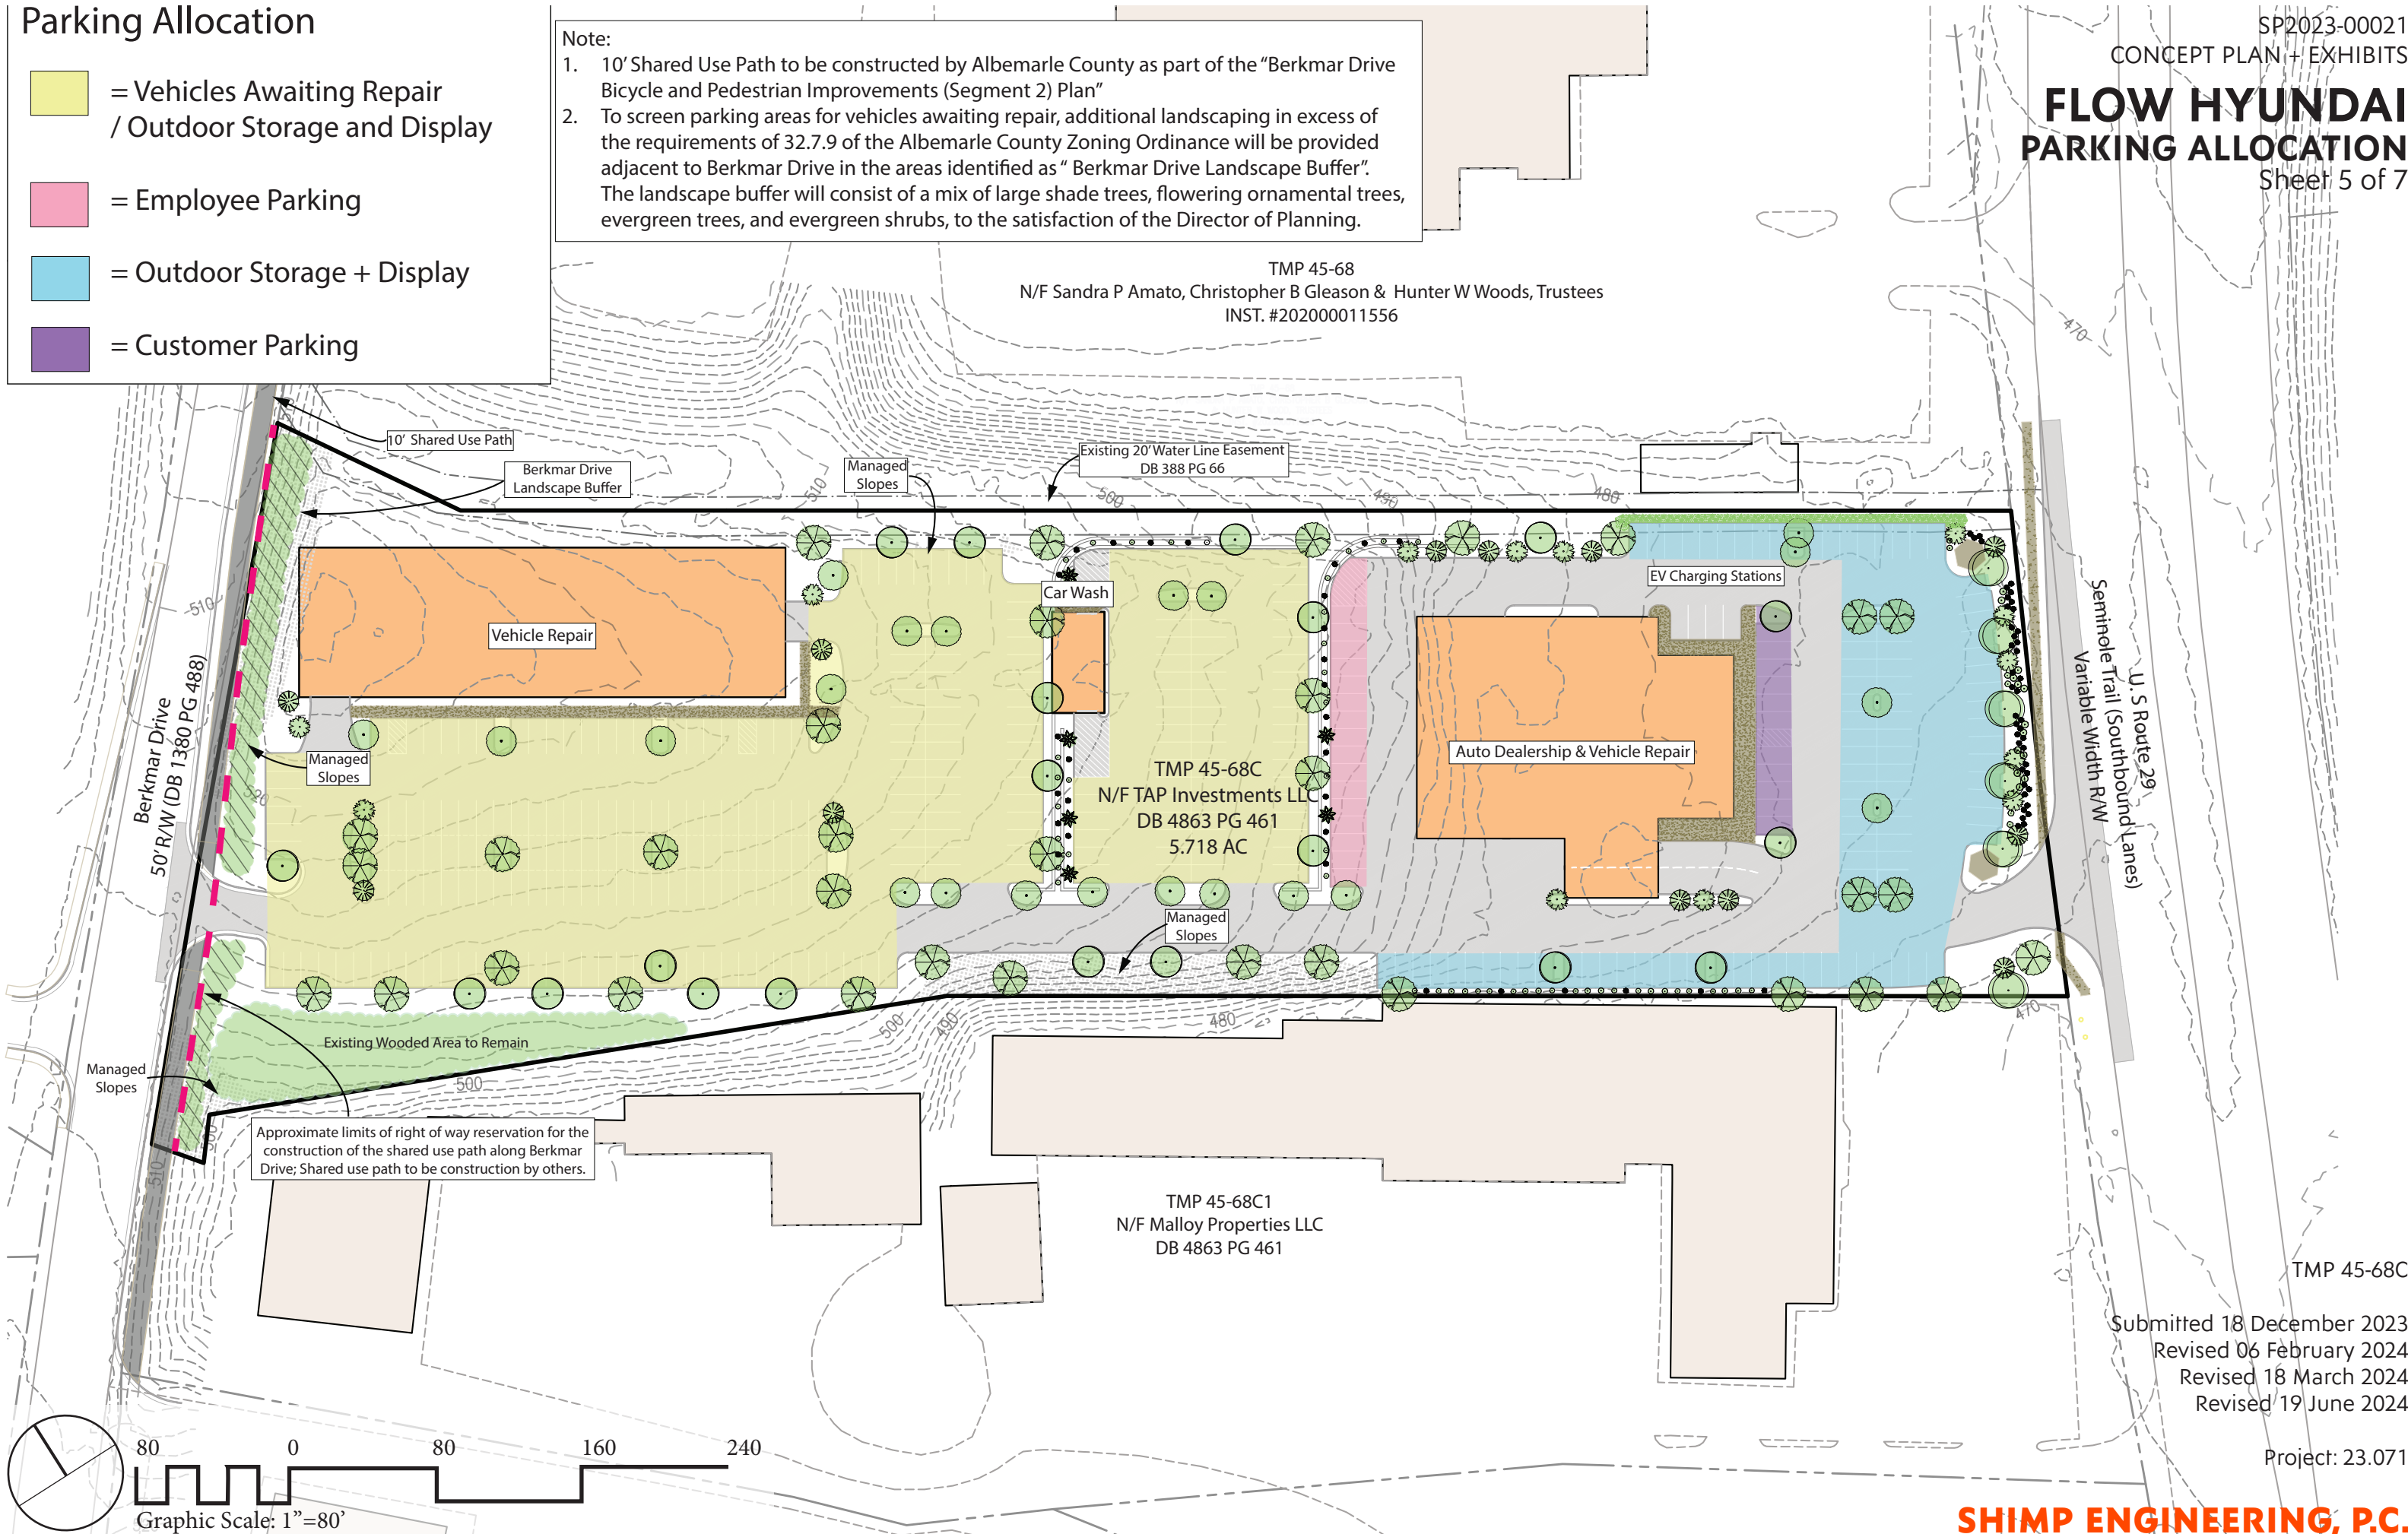 Parking Allocation
= Vehicles Awaiting Repair
/ Outdoor Storage and Display
= Employee Parking
= Outdoor Storage + Display
= Customer Parking
Note:
1. 10' Shared Use Path to be constructed by Albemarle County as part of the “Berkmar Drive
Bicycle and Pedestrian Improvements (Segment 2) Plan”
2. To screen parking areas for vehicles awaiting repair, additional landscaping in excess of
the requirements of 32.7.9 of the Albemarle County Zoning Ordinance will be provided
adjacent to Berkmar Drive in the areas identified as “ Berkmar Drive Landscape Buffer”.
The landscape buffer will consist of a mix of large shade trees, flowering ornamental trees,
evergreen trees, and evergreen shrubs, to the satisfaction of the Director of Planning.
SP2023-00021
CONCEPT PLAN + EXHIBITS
FLOW HYUNDAI
PARKING ALLOCATION
Sheet 5 of 7
TMP 45-68
N/F Sandra P Amato, Christopher B Gleason & Hunter W Woods, Trustees
INST. #202000011556
470
10' Shared Use Path
Berkmar Drive
Landscape Buffer
Managed
Slopes
Existing 20' Water Line Easement
DB 388 PG 66
510
500
490
480
Car Wash
EV Charging Stations
Vehicle Repair
510
Managed
Slopes
520
Berkmar Drive
50' R/W (DB 1380 PG 488)
TMP 45-68C
N/F TAP Investments LLC
DB 4863 PG 461
5.718 AC
Auto Dealership & Vehicle Repair
U. S Route 29
Seminole Trail (Southbound Lanes)
Variable Width R/W
Managed
Slopes
Existing Wooded Area to Remain
500
490
480
470
Managed
Slopes
500
500
510
Approximate limits of right of way reservation for the
construction of the shared use path along Berkmar
Drive; Shared use path to be construction by others.
TMP 45-68C1
N/F Malloy Properties LLC
DB 4863 PG 461
TMP 45-68C
Submitted 18 December 2023
Revised 06 February 2024
Revised 18 March 2024
Revised 19 June 2024
Project: 23.071
80 0 80 160 240
Graphic Scale: 1”=80’
SHIMP ENGINEERING, P.C.